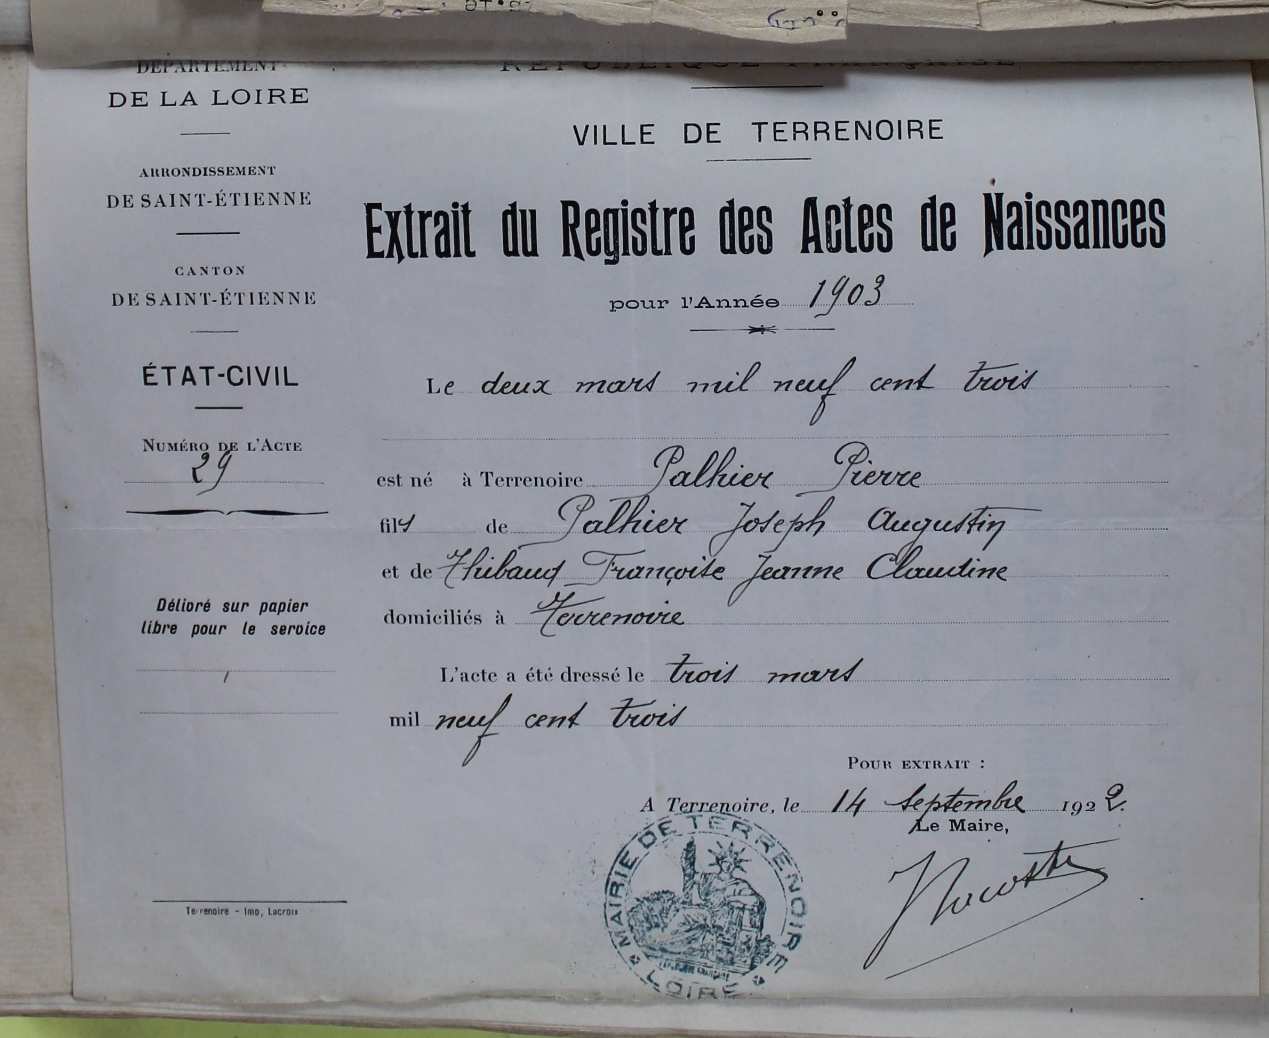 DÉPARTEMENT
DE LA LOIRE
ARRONDISSEMENT
DE SAINT-ÉTIENNE
CANTON
DE SAINT-ÉTIENNE
ÉTAT-CIVIL
NUMÉRO DE L'ACTE
29
Délivré sur papier
libre pour le service
Terrenoire - Imp, Lacroix
RÉPUBLIQUE FRANÇAISE
VILLE DE TERRENOIRE
Extrait du Registre des Actes de Naissances
pour l'Année 1903
Le deux mars mil neuf cent trois
est né à Terrenoire Palhier Pierre
fils de Palhier Joseph Augustin
et de Thibaud Françoise Jeanne Claudine
domiciliés à Terrenoire
L'acte a été dressé le trois mars
mil neuf cent trois
POUR EXTRAIT :
A Terrenoire, le 14 Septembre 1922.
Le Maire,
MAIRIE DE TERRENOIRE
LOIRE